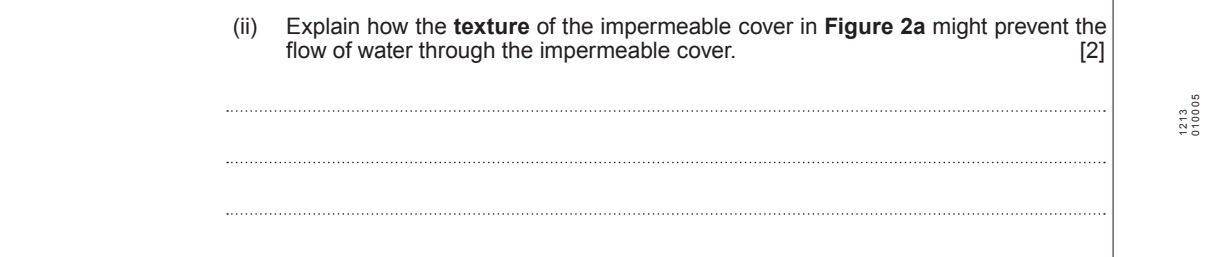 (ii) Explain how the texture of the impermeable cover in Figure 2a might prevent the
flow of water through the impermeable cover. [2]
1213
010005